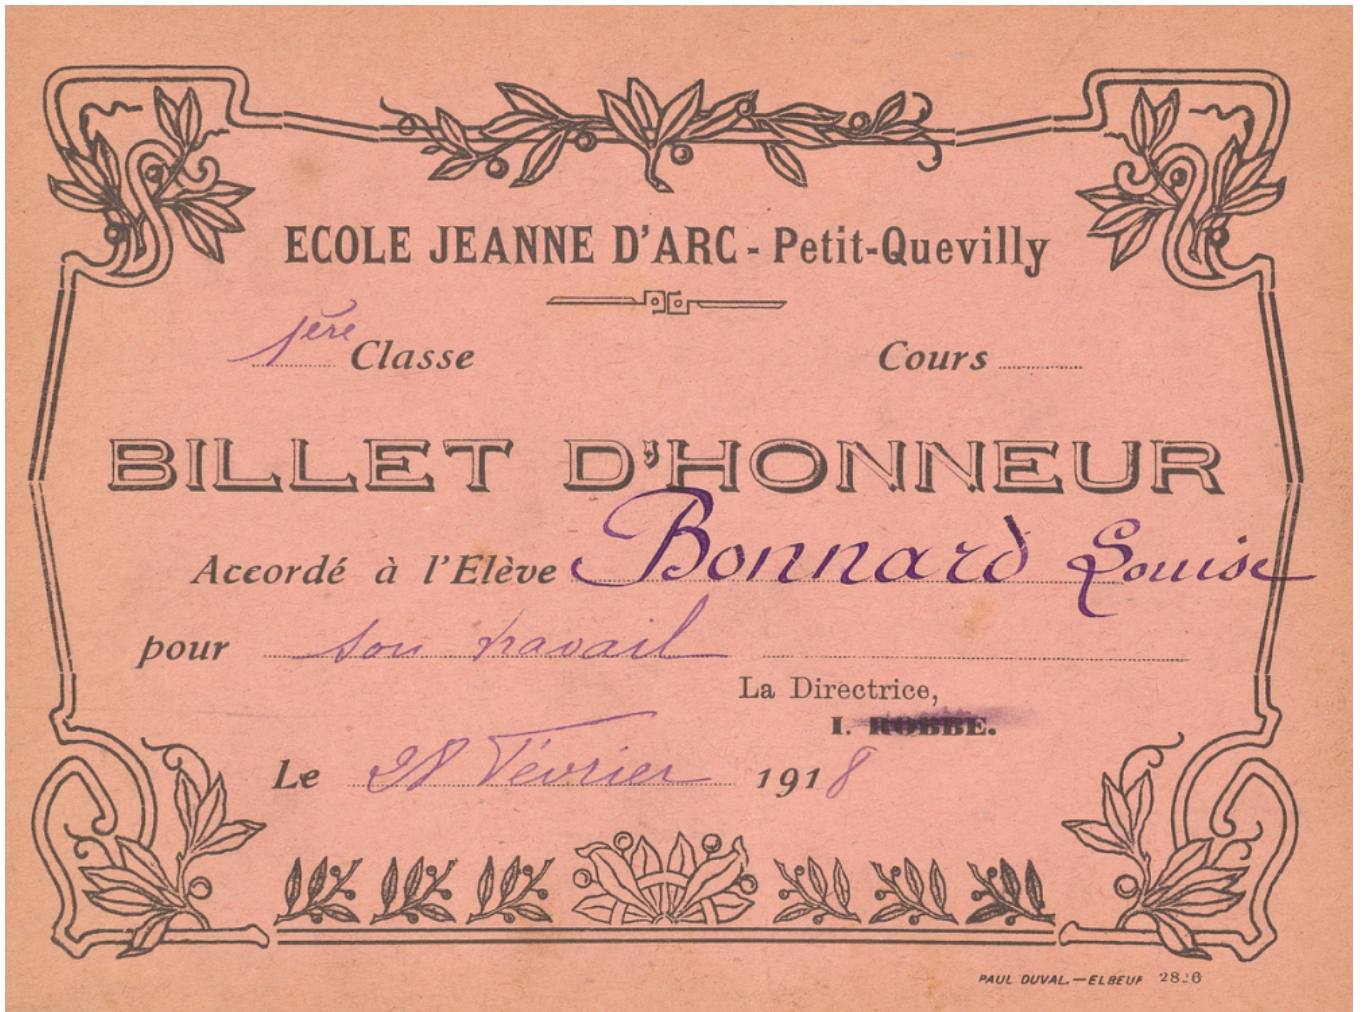 ECOLE JEANNE D'ARC - Petit-Quevilly
1ère Classe Cours
BILLET D'HONNEUR
Accordé à l'Elève Bonnard Louise
pour son travail
La Directrice,
I. ROBBE.
Le 28 Février 1918
PAUL DUVAL. — ELBEUF